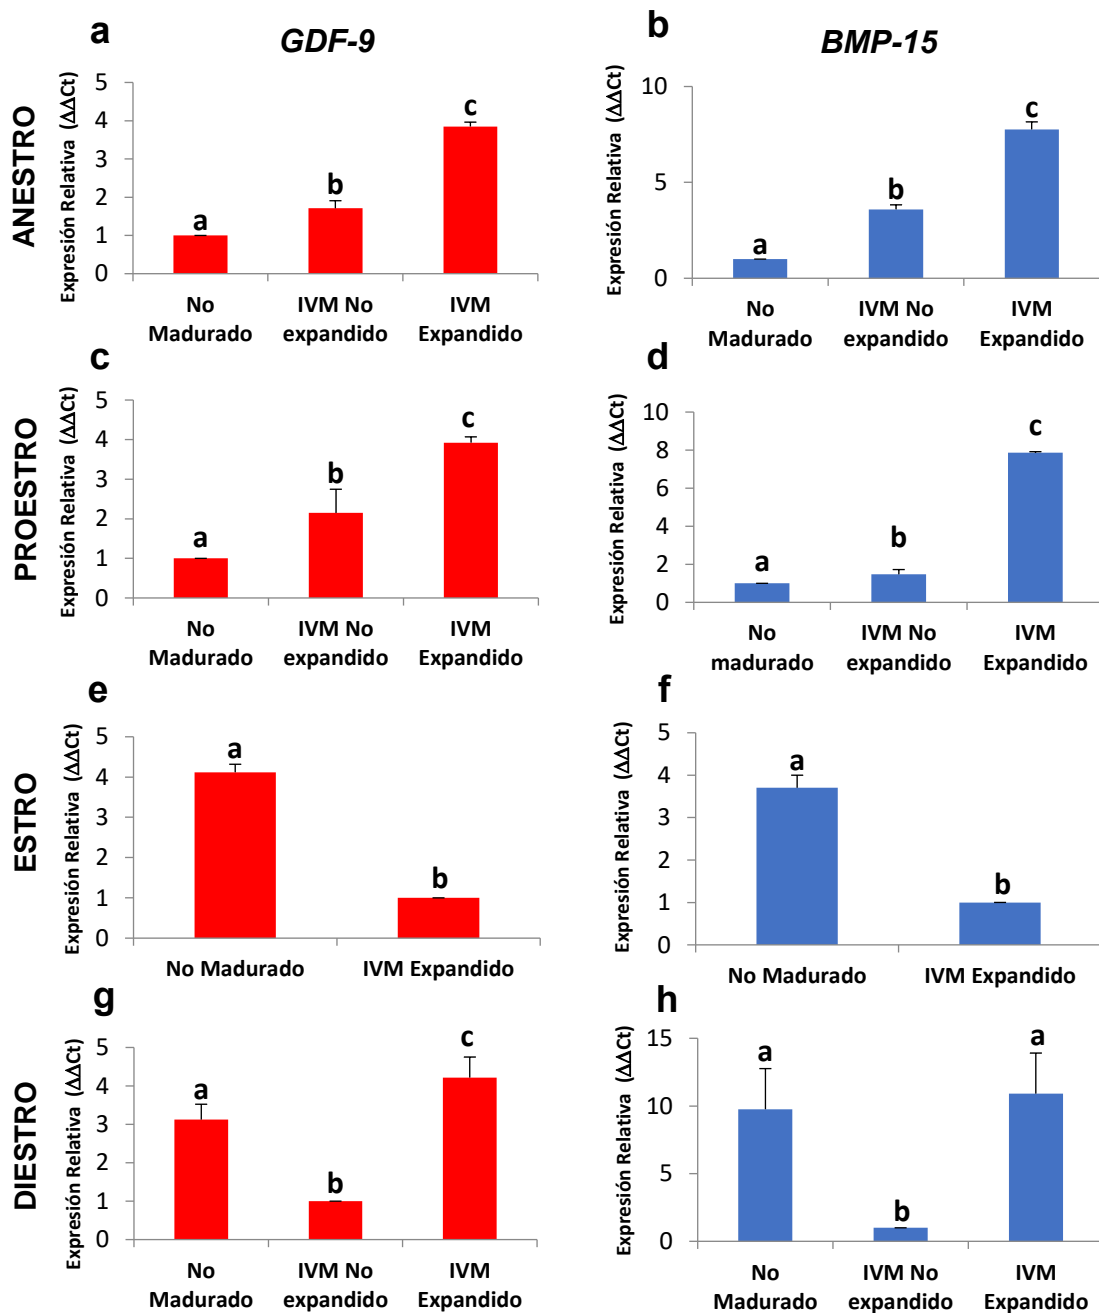 a
GDF-9
b
BMP-15
ANESTRO
Expresión Relativa (ΔΔCt)
5
4
3
2
1
0
a
b
c
No Madurado
IVM No expandido
IVM Expandido
Expresión Relativa (ΔΔCt)
10
5
0
a
b
c
No Madurado
IVM No expandido
IVM Expandido
c
d
PROESTRO
Expresión Relativa (ΔΔCt)
5
4
3
2
1
0
a
b
c
No Madurado
IVM No expandido
IVM Expandido
Expresión Relativa (ΔΔCt)
10
8
6
4
2
0
a
b
c
No madurado
IVM No expandido
IVM Expandido
e
f
ESTRO
Expresión Relativa (ΔΔCt)
5
4
3
2
1
0
a
b
No Madurado
IVM Expandido
Expresión Relativa (ΔΔCt)
5
4
3
2
1
0
a
b
No Madurado
IVM Expandido
g
h
DIESTRO
Expresión Relativa (ΔΔCt)
5
4
3
2
1
0
a
b
c
No Madurado
IVM No expandido
IVM Expandido
Expresión Relativa (ΔΔCt)
15
10
5
0
a
b
a
No Madurado
IVM No expandido
IVM Expandido